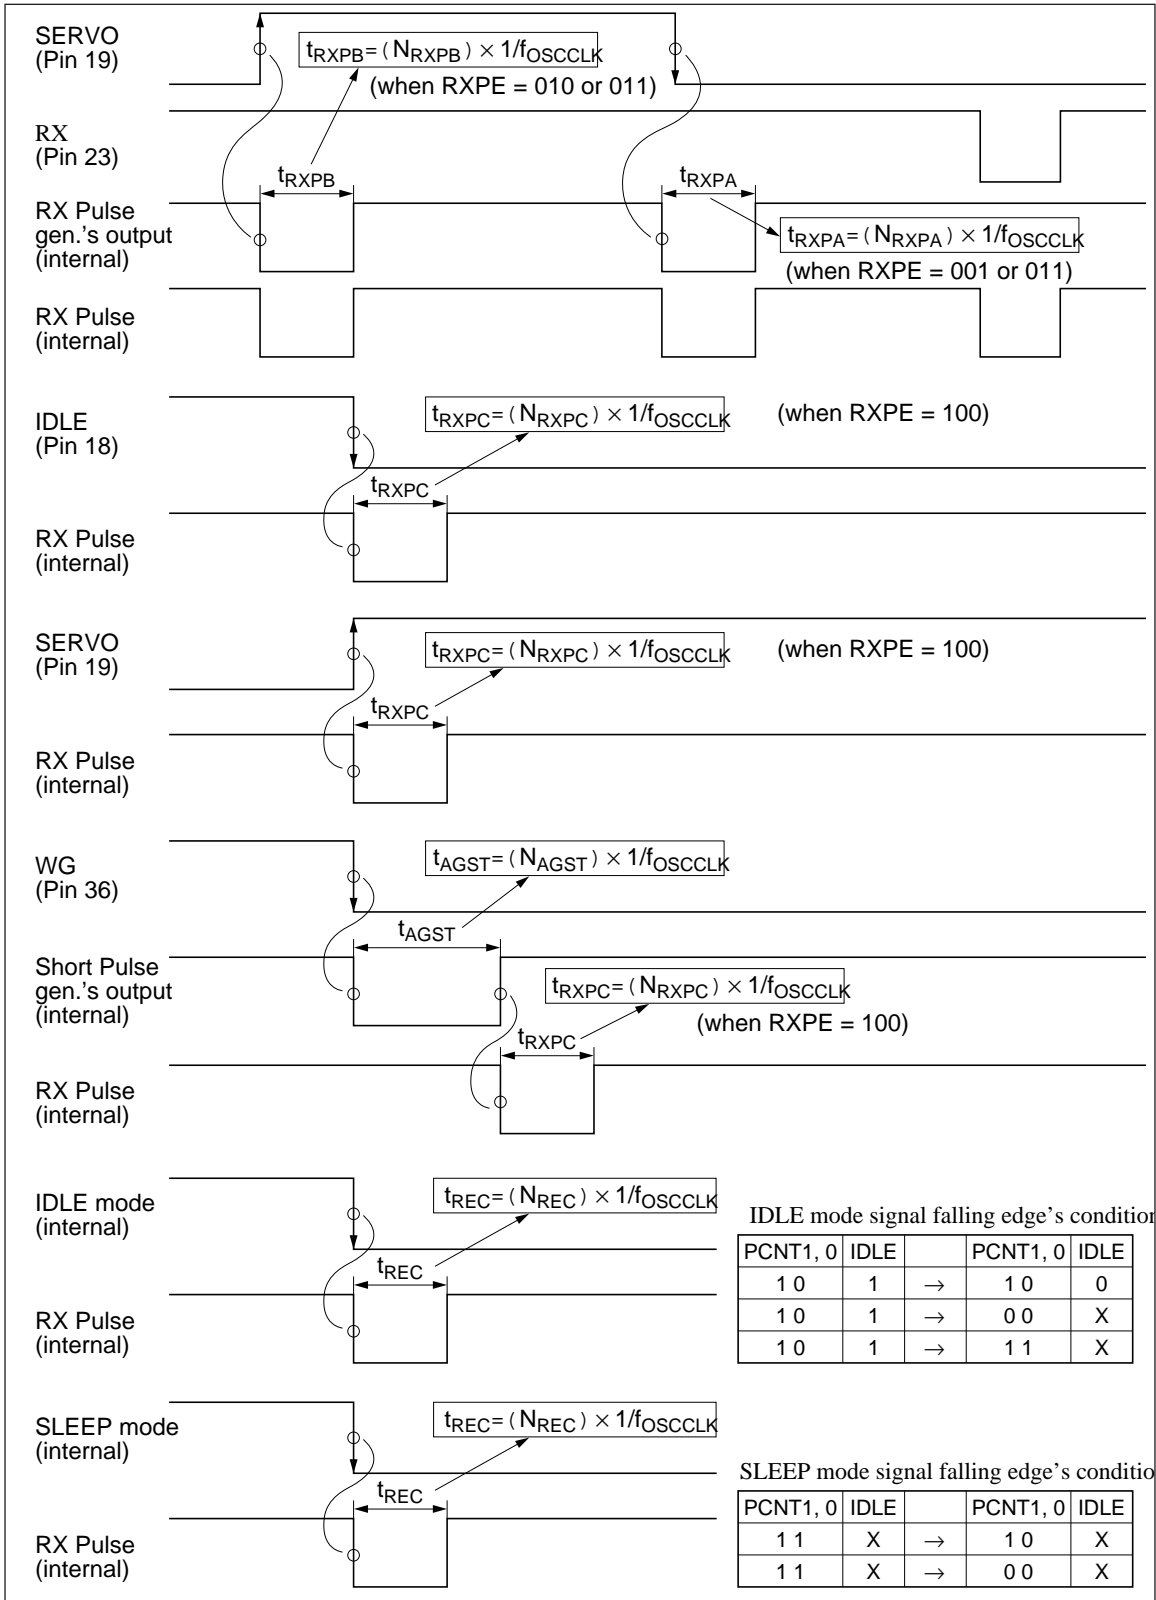 SERVO
(Pin 19)
tRXPB=(NRXPB) × 1/fOSCCLK
(when RXPE = 010 or 011)
RX
(Pin 23)
tRXPB
tRXPA
RX Pulse
gen.'s output
(internal)
tRXPA=(NRXPA) × 1/fOSCCLK
(when RXPE = 001 or 011)
RX Pulse
(internal)
IDLE
(Pin 18)
tRXPC=(NRXPC) × 1/fOSCCLK (when RXPE = 100)
tRXPC
RX Pulse
(internal)
SERVO
(Pin 19)
tRXPC=(NRXPC) × 1/fOSCCLK (when RXPE = 100)
tRXPC
RX Pulse
(internal)
WG
(Pin 36)
tAGST=(NAGST) × 1/fOSCCLK
tAGST
Short Pulse
gen.'s output
(internal)
tRXPC=(NRXPC) × 1/fOSCCLK
(when RXPE = 100)
tRXPC
RX Pulse
(internal)
IDLE mode
(internal)
tREC=(NREC) × 1/fOSCCLK
tREC
RX Pulse
(internal)
IDLE mode signal falling edge's condition
PCNT1, 0 IDLE PCNT1, 0 IDLE
1 0 1 → 1 0 0
1 0 1 → 0 0 X
1 0 1 → 1 1 X
SLEEP mode
(internal)
tREC=(NREC) × 1/fOSCCLK
tREC
RX Pulse
(internal)
SLEEP mode signal falling edge's conditio
PCNT1, 0 IDLE PCNT1, 0 IDLE
1 1 X → 1 0 X
1 1 X → 0 0 X